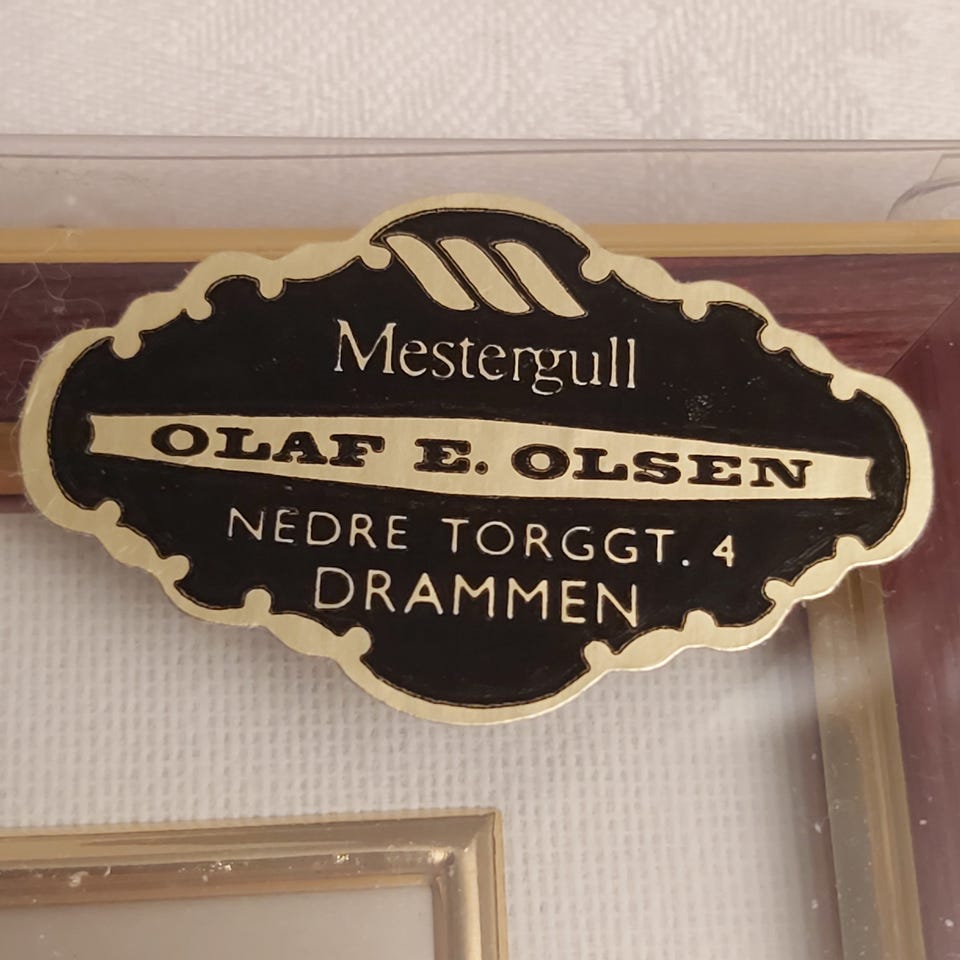 Mestergull
OLAF E. OLSEN
NEDRE TORGGT. 4
DRAMMEN